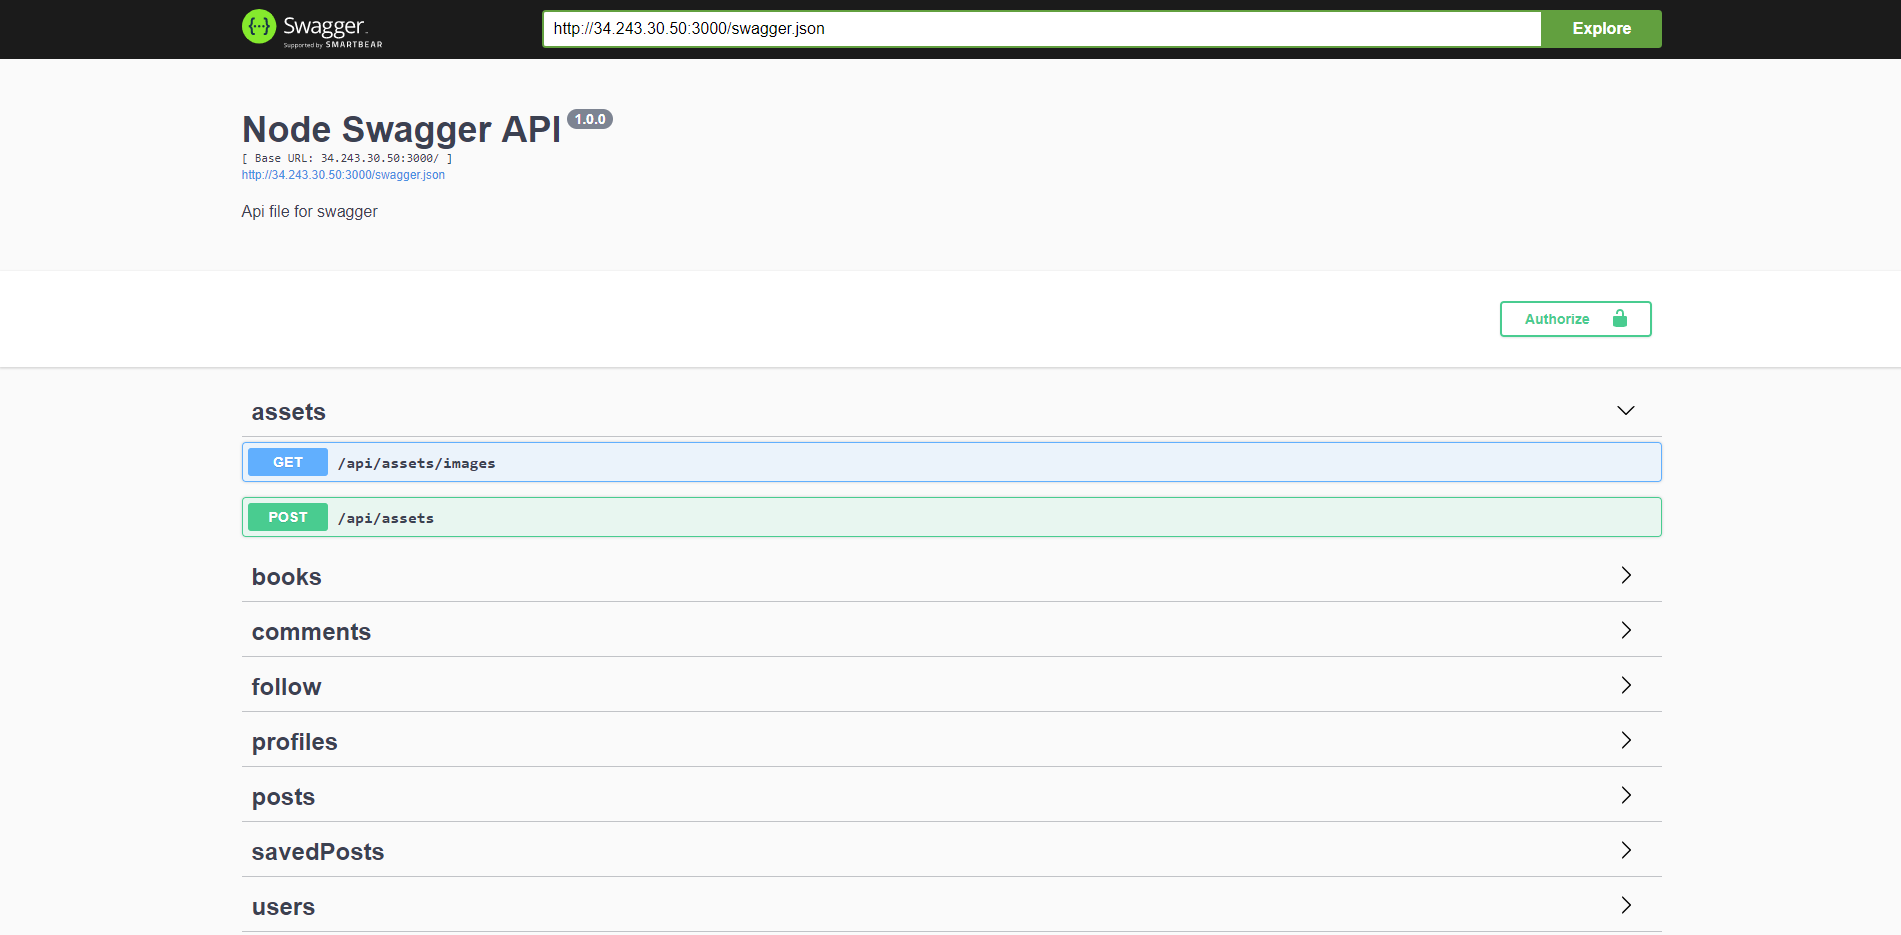 Swagger
Supported by SMARTBEAR
http://34.243.30.50:3000/swagger.json
Explore
Node Swagger API 1.0.0
[ Base URL: 34.243.30.50:3000/ ]
http://34.243.30.50:3000/swagger.json
Api file for swagger
Authorize
assets
GET /api/assets/images
POST /api/assets
books
comments
follow
profiles
posts
savedPosts
users